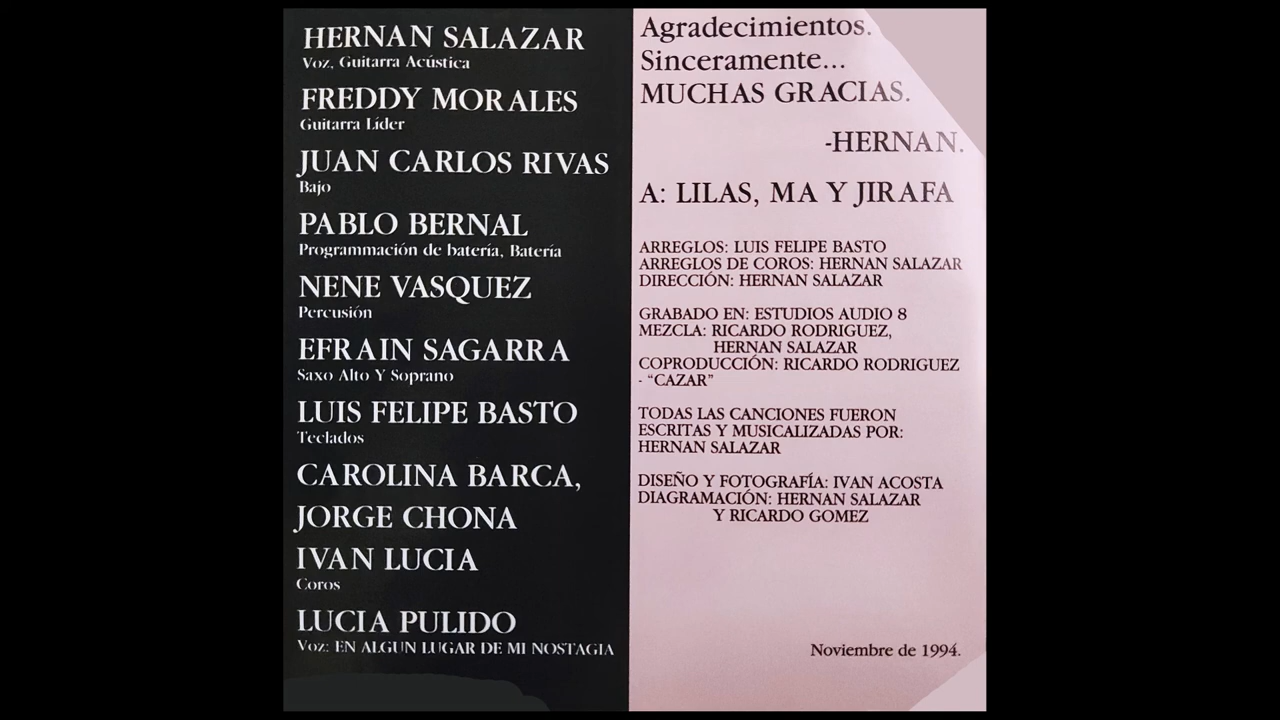 HERNAN SALAZAR
Voz, Guitarra Acústica
FREDDY MORALES
Guitarra Líder
JUAN CARLOS RIVAS
Bajo
PABLO BERNAL
Programmación de batería, Batería
NENE VASQUEZ
Percusión
EFRAIN SAGARRA
Saxo Alto Y Soprano
LUIS FELIPE BASTO
Teclados
CAROLINA BARCA,
JORGE CHONA
IVAN LUCIA
Coros
LUCIA PULIDO
Voz: EN ALGUN LUGAR DE MI NOSTAGIA
Agradecimientos.
Sinceramente...
MUCHAS GRACIAS.
-HERNAN.
A: LILAS, MA Y JIRAFA
ARREGLOS: LUIS FELIPE BASTO
ARREGLOS DE COROS: HERNAN SALAZAR
DIRECCIÓN: HERNAN SALAZAR
GRABADO EN: ESTUDIOS AUDIO 8
MEZCLA: RICARDO RODRIGUEZ,
HERNAN SALAZAR
COPRODUCCIÓN: RICARDO RODRIGUEZ
- “CAZAR”
TODAS LAS CANCIONES FUERON
ESCRITAS Y MUSICALIZADAS POR:
HERNAN SALAZAR
DISEÑO Y FOTOGRAFÍA: IVAN ACOSTA
DIAGRAMACIÓN: HERNAN SALAZAR
Y RICARDO GOMEZ
Noviembre de 1994.